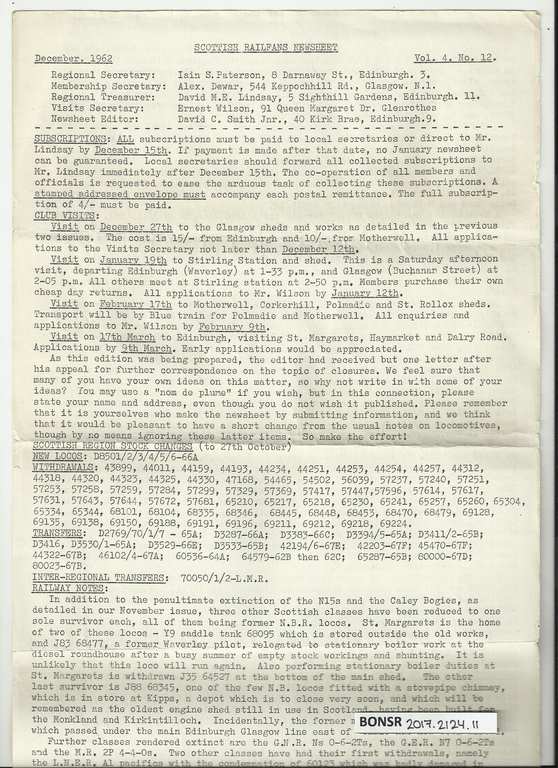 SCOTTISH RAILFANS NEWSHEET
December, 1962 Vol. 4. No. 12.
Regional Secretary: Iain S.Paterson, 8 Darnaway St., Edinburgh. 3.
Membership Secretary: Alex. Dewar, 544 Keppochhill Rd., Glasgow. N.1.
Regional Treasurer: David M.E. Lindsay, 5 Sighthill Gardens, Edinburgh. 11.
Visits Secretary: Ernest Wilson, 91 Queen Margaret Dr, Glenrothes
Newsheet Editor: David C. Smith Jnr., 40 Kirk Brae, Edinburgh.9.
SUBSCRIPTIONS: ALL subscriptions must be paid to local secretaries or direct to Mr.
Lindsay by December 15th. If payment is made after that date, no January newsheet
can be guaranteed. Local secretaries should forward all collected subscriptions to
Mr. Lindsay immediately after December 15th. The co-operation of all members and
officials is requested to ease the arduous task of collecting these subscriptions. A
stamped addressed envelope must accompany each postal remittance. The full subscrip-
tion of 4/- must be paid.
CLUB VISITS:
Visit on December 27th to the Glasgow sheds and works as detailed in the previous
two issues. The cost is 15/- from Edinburgh and 10/- from Motherwell. All applica-
tions to the Visits Secretary not later than December 12th.
Visit on January 19th to Stirling Station and shed. This is a Saturday afternoon
visit, departing Edinburgh (Waverley) at 1-33 p.m., and Glasgow (Buchanan Street) at
2-05 p.m. All others meet at Stirling station at 2-50 p.m. Members purchase their own
cheap day returns. All applications to Mr. Wilson by January 12th.
Visit on February 17th to Motherwell, Corkerhill, Polmadie and St. Rollox sheds.
Transport will be by Blue train for Polmadie and Motherwell. All enquiries and
applications to Mr. Wilson by February 9th.
Visit on 17th March to Edinburgh, visiting St. Margarets, Haymarket and Dalry Road.
Applications by 9th March. Early applications would be appreciated.
As this edition was being prepared, the editor had received but one letter after
his appeal for further correspondence on the topic of closures. We feel sure that
many of you have your own ideas on this matter, so why not write in with some of your
ideas? You may use a "nom de plume" if you wish, but in this connection, please
state your name and address, even though you do not wish it published. Please remember
that it is yourselves who make the newsheet by submitting information, and we think
that it would be pleasant to have a short change from the usual notes on locomotives,
though by no means ignoring these latter items. So make the effort!
SCOTTISH REGION STOCK CHANGES (to 27th October)
NEW LOCOS: D8501/2/3/4/5/6-66A
WITHDRAWALS: 43899, 44011, 44159, 44193, 44234, 44251, 44253, 44254, 44257, 44312,
44318, 44320, 44323, 44325, 44330, 47168, 54465, 54502, 56039, 57237, 57240, 57251,
57253, 57258, 57259, 57284, 57299, 57329, 57369, 57417, 57447,57596, 57614, 57617,
57631, 57643, 57644, 57672, 57681, 65210, 65217, 65218, 65230, 65241, 65257, 65260, 65304,
65334, 65344, 68101, 68104, 68335, 68346, 68445, 68448, 68453, 68470, 68479, 69128,
69135, 69138, 69150, 69188, 69191, 69196, 69211, 69212, 69218, 69224.
TRANSFERS: D2769/70/1/7 - 65A; D3287-66A; D3383-66C; D3394/5-65A; D3411/2-65B;
D3416, D3530/1-65A; D3529-66E; D3533-65B; 42194/6-67E; 42203-67F; 45470-67F;
44322-67B; 46102/4-67A; 60536-64A; 64579-62B then 62C; 65287-65B; 80000-67D;
80023-67B.
INTER-REGIONAL TRANSFERS: 70050/1/2-L.M.R.
RAILWAY NOTES:
In addition to the penultimate extinction of the N15s and the Caley Bogies, as
detailed in our November issue, three other Scottish classes have been reduced to one
sole survivor each, all of them being former N.B.R. locos. St. Margarets is the home
of two of these locos - Y9 saddle tank 68095 which is stored outside the old works,
and J83 68477, a former Waverley pilot, relegated to stationary boiler work at the
diesel roundhouse after a busy summer of empty stock workings and shunting. It is
unlikely that this loco will run again. Also performing stationary boiler duties at
St. Margarets is withdrawn J35 64527 at the bottom of the main shed. The other
last survivor is J88 68345, one of the few N.B. locos fitted with a stovepipe chimney,
which is in store at Kipps, a depot which is to close very soon, and which will be
remembered as the oldest engine shed still in use in Scotland, having been built for
the Monkland and Kirkintilloch. Incidentally, the former
which passed under the main Edinburgh Glasgow line east of
Further classes rendered extinct are the G.N.R. Ns 0-6-2Ts, the G.E.R. N7 0-6-2Ts
and the M.R. 2P 4-4-0s. Two other classes have had their first withdrawals, namely
the L.N.E.R. A1 pacifics with the condemnation of 60123 which was badly damaged in
BONSR 2017.2124.11